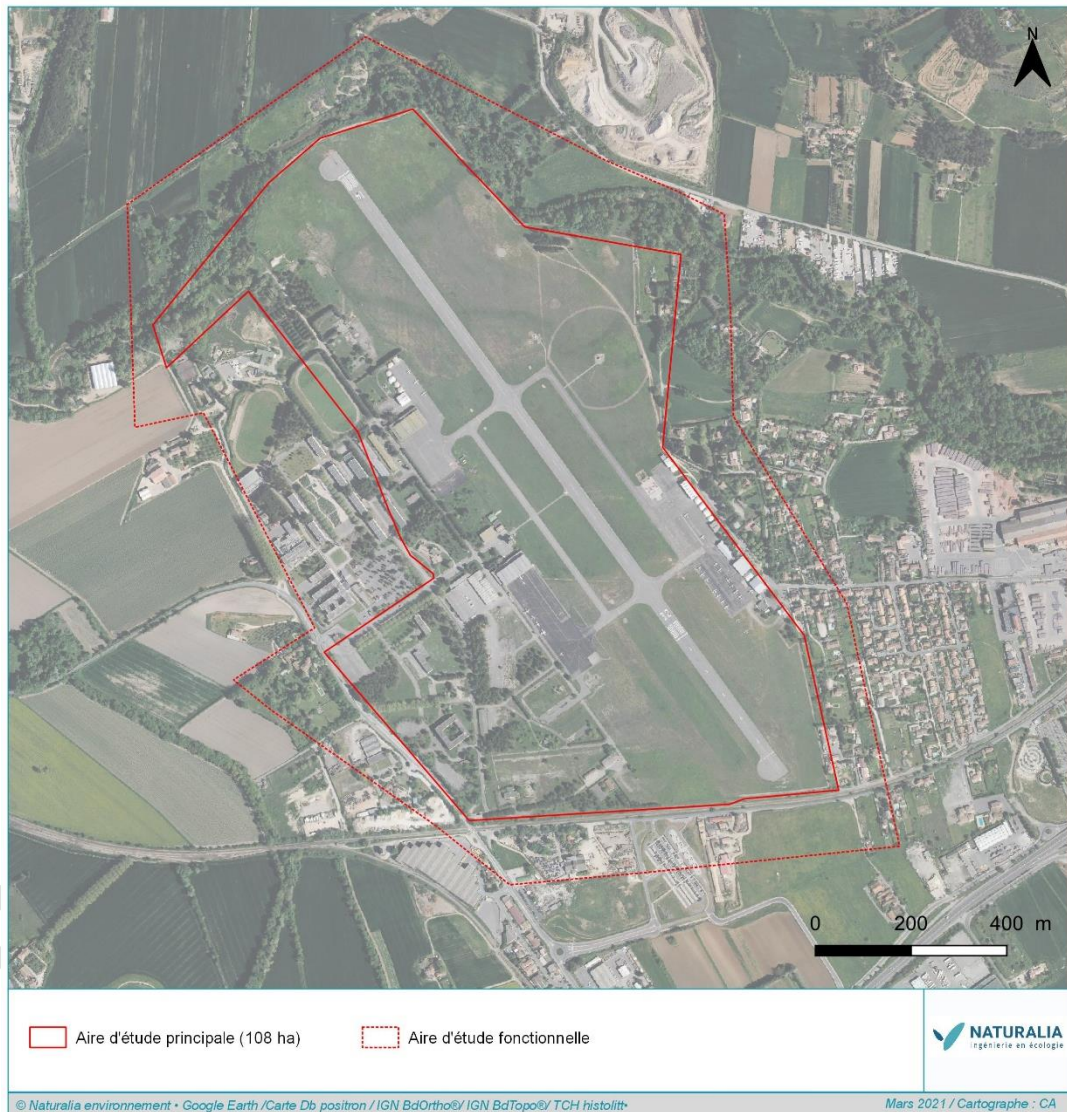 N
0 200 400 m
Aire d'étude principale (108 ha) Aire d'étude fonctionnelle
NATURALIA
Ingénierie en écologie
© Naturalia environnement • Google Earth /Carte Db positron / IGN BdOrtho®/ IGN BdTopo®/ TCH histolitt•
Mars 2021 / Cartographe : CA